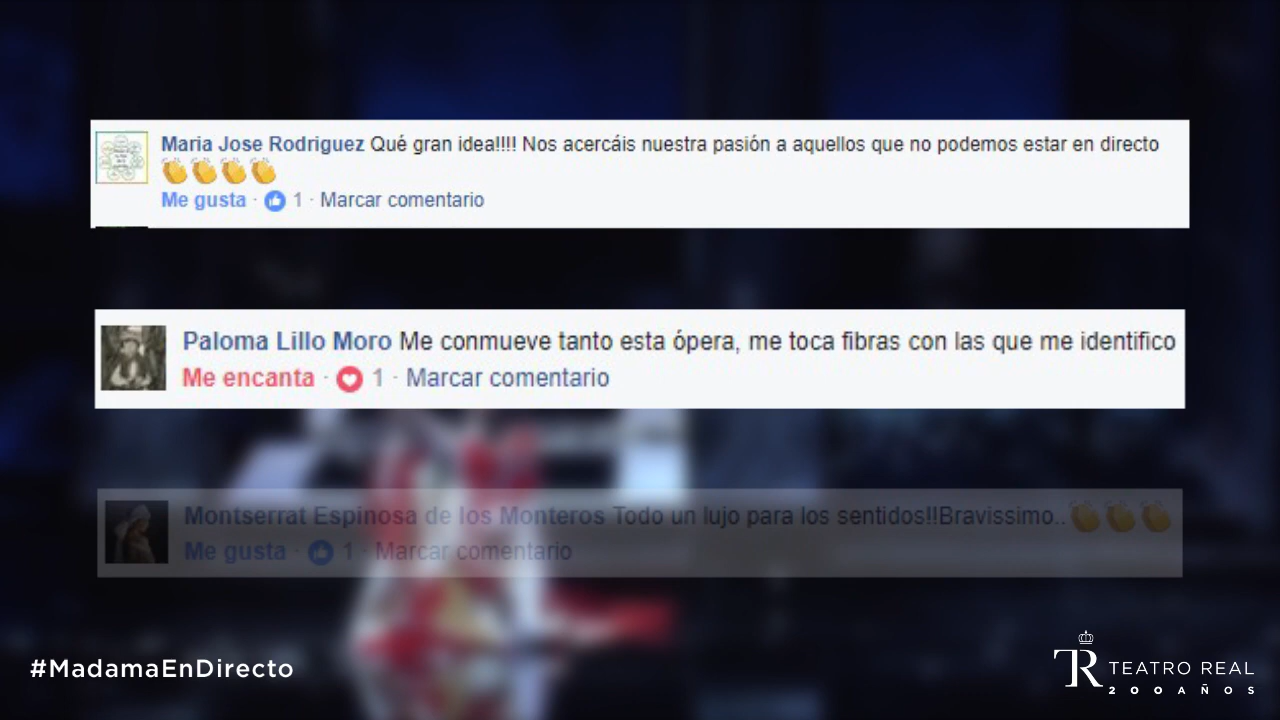 Maria Jose Rodriguez Qué gran idea!!!! Nos acercáis nuestra pasión a aquellos que no podemos estar en directo
👏👏👏👏
Me gusta · 1 · Marcar comentario
Paloma Lillo Moro Me conmueve tanto esta ópera, me toca fibras con las que me identifico
Me encanta · 1 · Marcar comentario
Montserrat Espinosa de los Monteros Todo un lujo para los sentidos!!Bravissimo..👏👏👏
Me gusta · 1 · Marcar comentario
#MadamaEnDirecto
TR TEATRO REAL
200 AÑOS